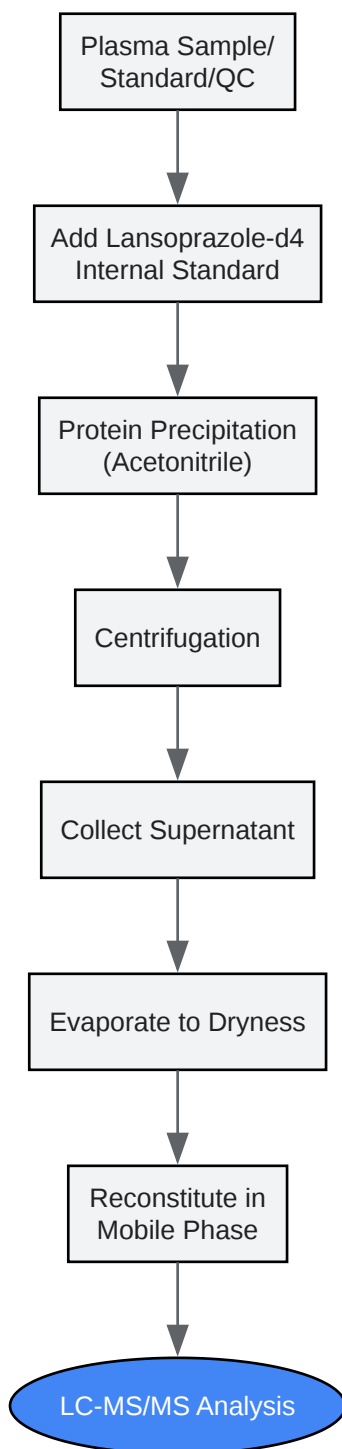 Plasma Sample/
Standard/QC
Add Lansoprazole-d4
Internal Standard
Protein Precipitation
(Acetonitrile)
Centrifugation
Collect Supernatant
Evaporate to Dryness
Reconstitute in
Mobile Phase
LC-MS/MS Analysis